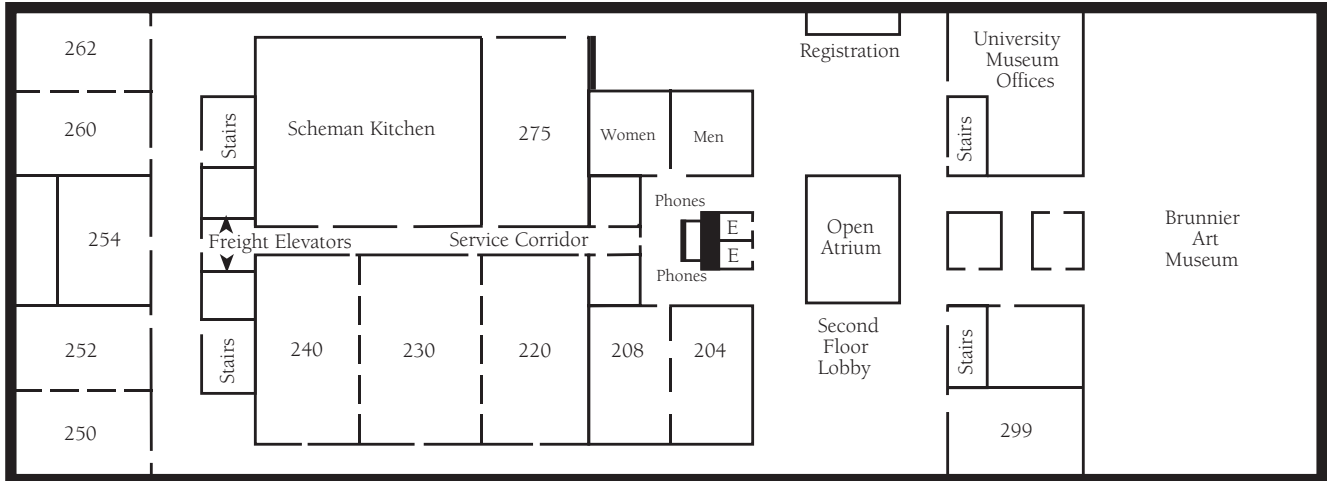 262
260
254
252
250
Stairs
Freight Elevators
Stairs
Scheman Kitchen
275
Service Corridor
240
230
220
208
204
Women
Men
Phones
E
E
Phones
Registration
Open
Atrium
Second
Floor
Lobby
University
Museum
Offices
Stairs
Stairs
299
Brunnier
Art
Museum